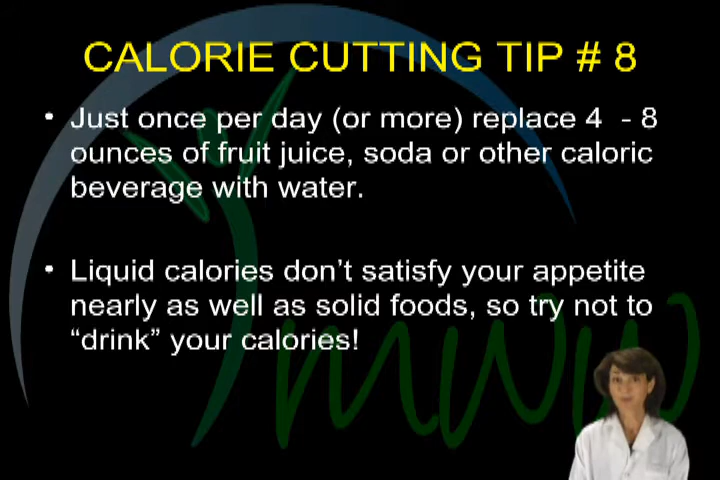 CALORIE CUTTING TIP # 8
• Just once per day (or more) replace 4 - 8
ounces of fruit juice, soda or other caloric
beverage with water.
• Liquid calories don’t satisfy your appetite
nearly as well as solid foods, so try not to
“drink” your calories!
mww